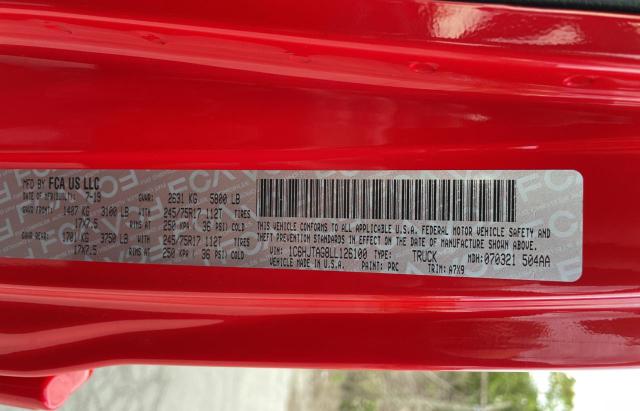 MFD BY FCA US LLC
DATE OF MFR 7-19 GVWR: 2631 KG 5800 LB
GAWR FRONT: 1407 KG 3100 LB WITH 245/75R17 112T TIRES
17X7.5 RIMS AT 250 KPA ( 36 PSI) COLD
GAWR REAR: 1701 KG 3750 LB WITH 245/75R17 112T TIRES
17X7.5 RIMS AT 250 KPA ( 36 PSI) COLD
THIS VEHICLE CONFORMS TO ALL APPLICABLE U.S.A. FEDERAL MOTOR VEHICLE SAFETY AND
THEFT PREVENTION STANDARDS IN EFFECT ON THE DATE OF MANUFACTURE SHOWN ABOVE.
VIN: 1C6HJTAG8LL126100 TYPE: TRUCK MDH: 070321 504AA
VEHICLE MADE IN U.S.A. PAINT: PRC TRIM: A7X9